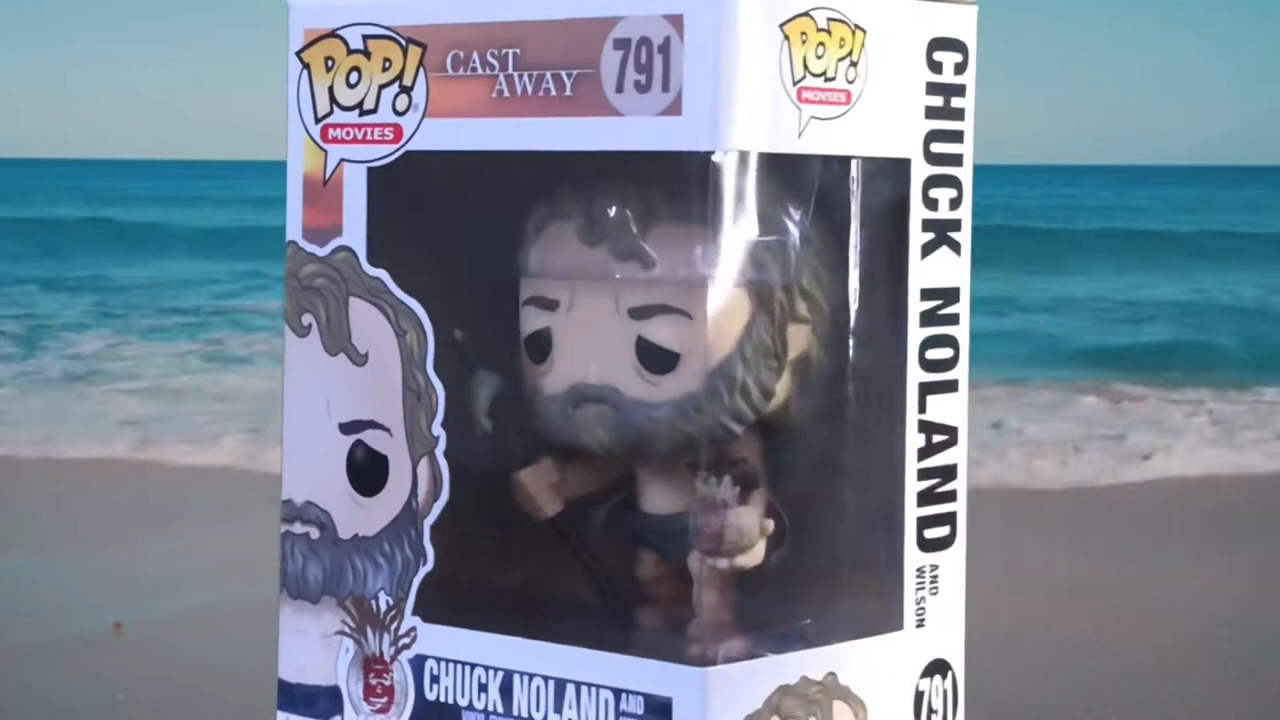 POP!
MOVIES
CAST
AWAY
791
CHUCK NOLAND AND
POP!
MOVIES
CHUCK NOLAND AND
WILSON
791